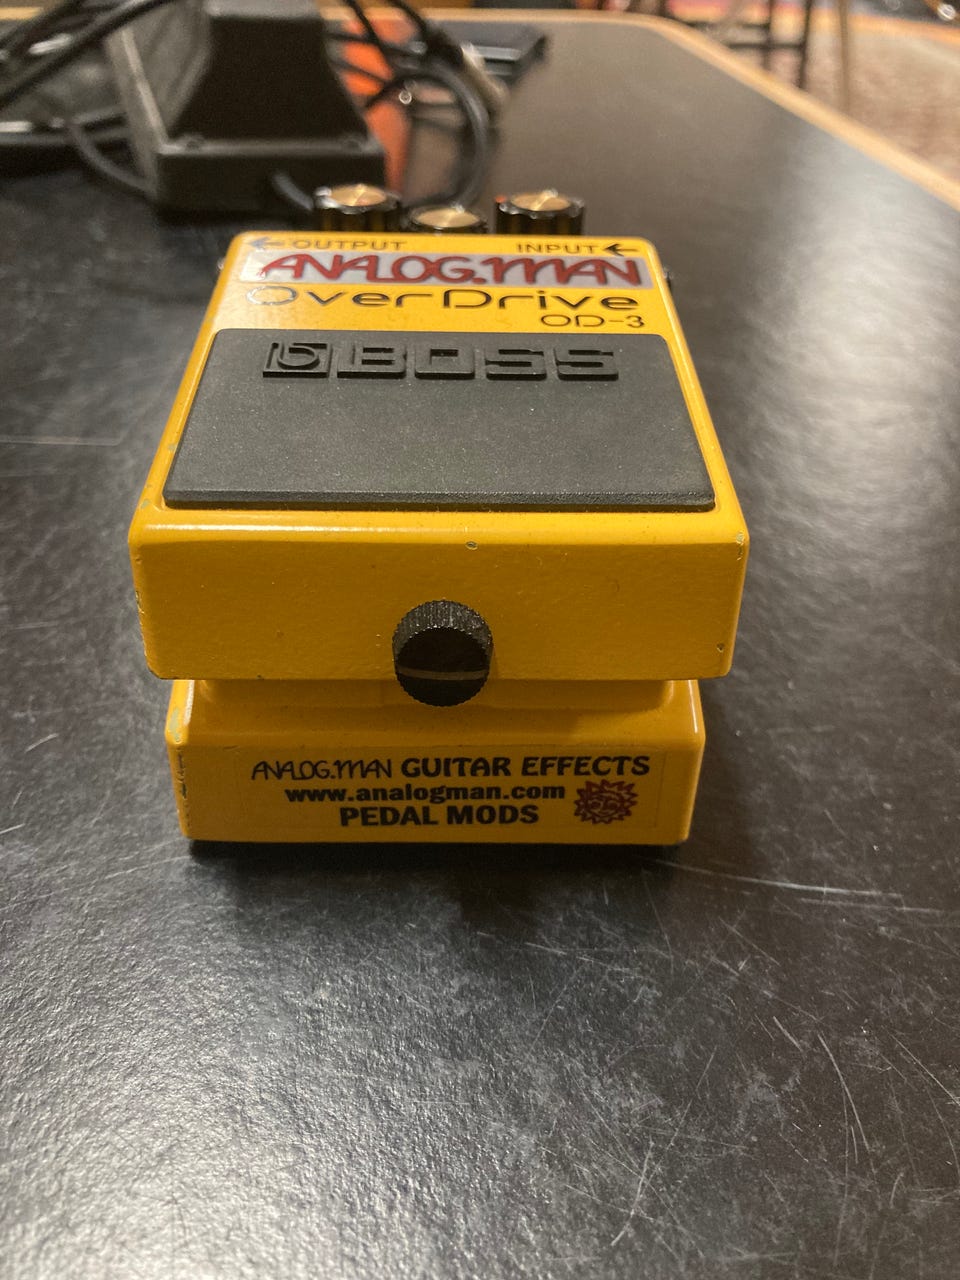 ← OUTPUT INPUT ←
ANALOG.MAN
OverDrive
OD-3
BOSS
ANALOG.MAN GUITAR EFFECTS
www.analogman.com
PEDAL MODS